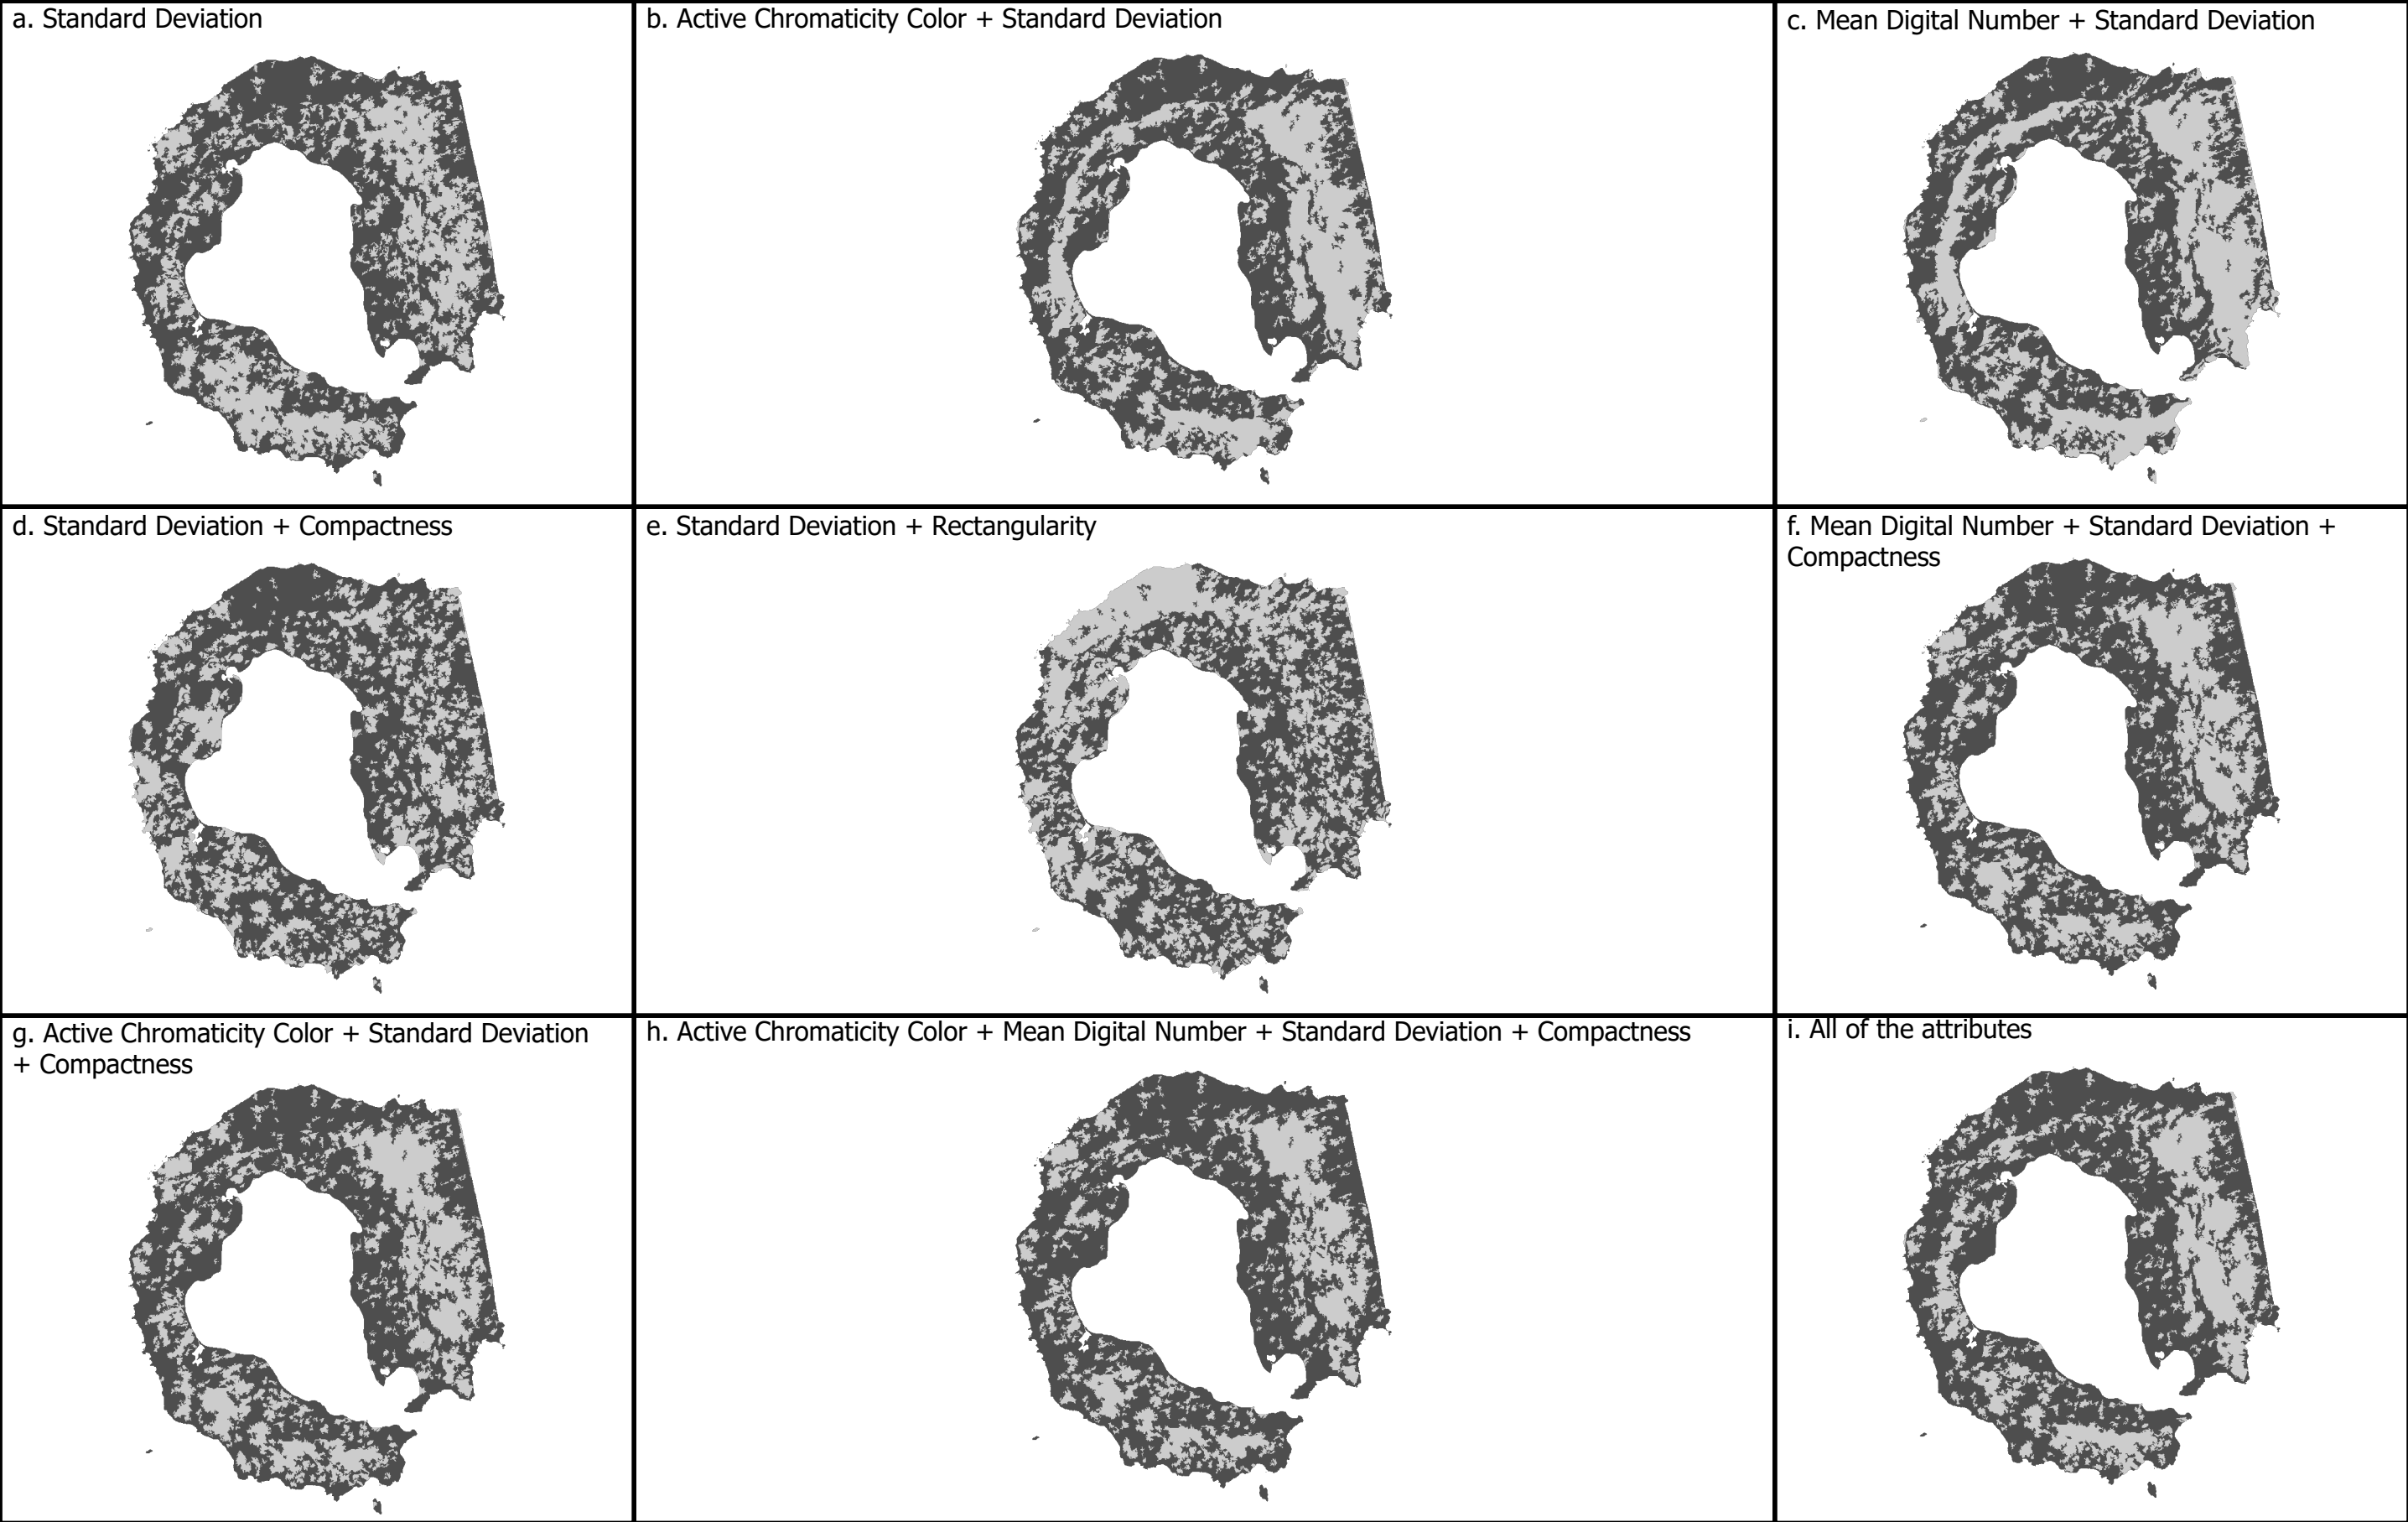 a. Standard Deviation
b. Active Chromaticity Color + Standard Deviation
c. Mean Digital Number + Standard Deviation
d. Standard Deviation + Compactness
e. Standard Deviation + Rectangularity
f. Mean Digital Number + Standard Deviation +
Compactness
g. Active Chromaticity Color + Standard Deviation
+ Compactness
h. Active Chromaticity Color + Mean Digital Number + Standard Deviation + Compactness
i. All of the attributes